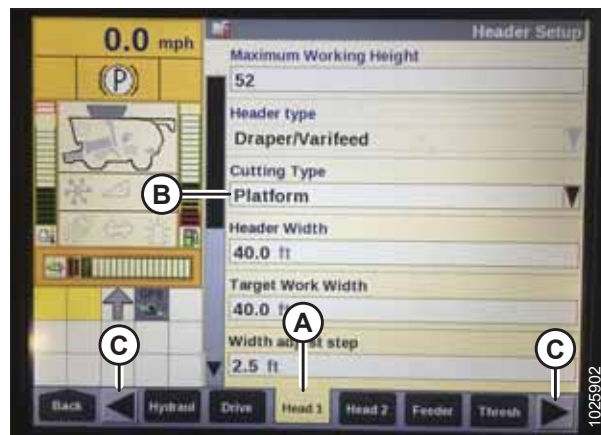 0.0 mph
(P)
Header Setup
Maximum Working Height
52
Header type
Draper/Varifeed
Cutting Type
B
Platform
Header Width
40.0 ft
Target Work Width
40.0 ft
A
Width adjust step
C
C
2.5 ft
Back
Hydraul
Drive
Head 1
Head 2
Feeder
Thresh
1025902